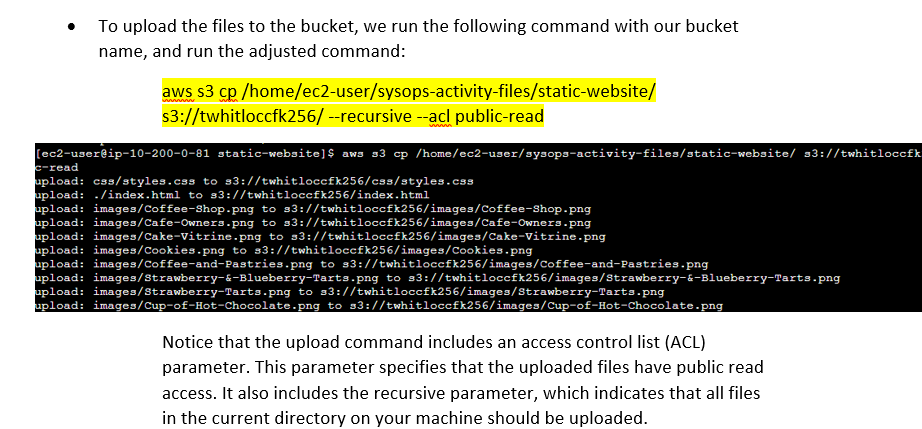 • To upload the files to the bucket, we run the following command with our bucket
name, and run the adjusted command:
aws s3 cp /home/ec2-user/sysops-activity-files/static-website/
s3://twhitloccfk256/ --recursive --acl public-read
[ec2-user@ip-10-200-0-81 static-website]$ aws s3 cp /home/ec2-user/sysops-activity-files/static-website/ s3://twhitloccfk
c-read
upload: css/styles.css to s3://twhitloccfk256/css/styles.css
upload: ./index.html to s3://twhitloccfk256/index.html
upload: images/Coffee-Shop.png to s3://twhitloccfk256/images/Coffee-Shop.png
upload: images/Cafe-Owners.png to s3://twhitloccfk256/images/Cafe-Owners.png
upload: images/Cake-Vitrine.png to s3://twhitloccfk256/images/Cake-Vitrine.png
upload: images/Cookies.png to s3://twhitloccfk256/images/Cookies.png
upload: images/Coffee-and-Pastries.png to s3://twhitloccfk256/images/Coffee-and-Pastries.png
upload: images/Strawberry-&-Blueberry-Tarts.png to s3://twhitloccfk256/images/Strawberry-&-Blueberry-Tarts.png
upload: images/Strawberry-Tarts.png to s3://twhitloccfk256/images/Strawberry-Tarts.png
upload: images/Cup-of-Hot-Chocolate.png to s3://twhitloccfk256/images/Cup-of-Hot-Chocolate.png
Notice that the upload command includes an access control list (ACL)
parameter. This parameter specifies that the uploaded files have public read
access. It also includes the recursive parameter, which indicates that all files
in the current directory on your machine should be uploaded.